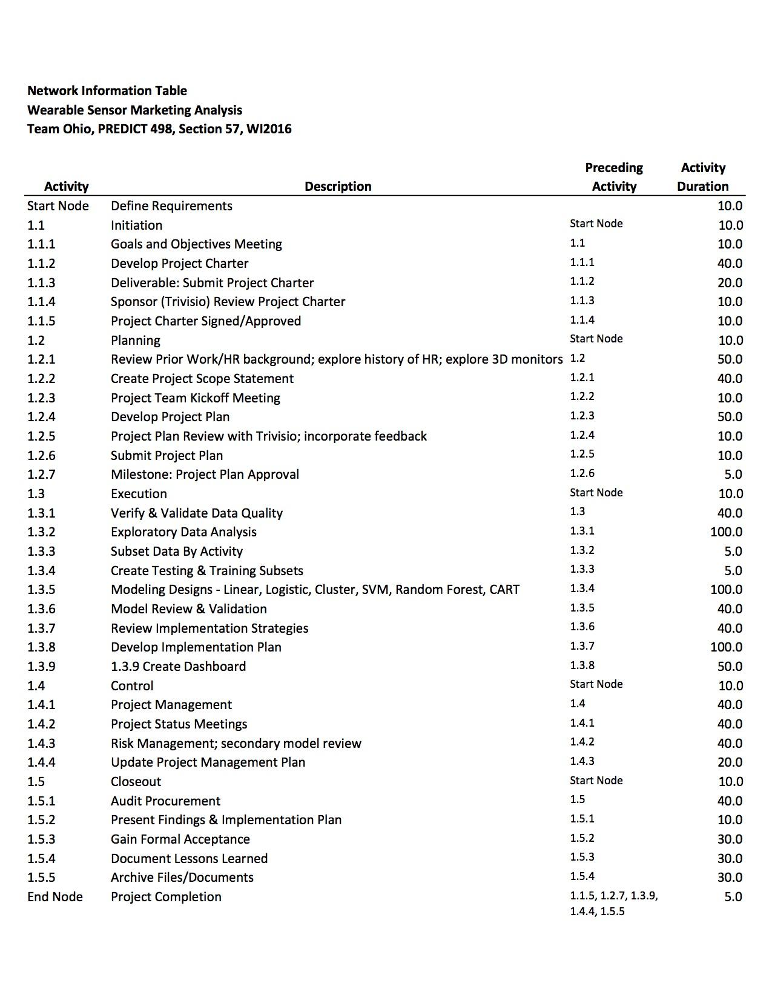 Network Information Table
Wearable Sensor Marketing Analysis
Team Ohio, PREDICT 498, Section 57, WI2016
Preceding Activity
Activity Description Activity Duration
Start Node Define Requirements 10.0
1.1 Initiation Start Node 10.0
1.1.1 Goals and Objectives Meeting 1.1 10.0
1.1.2 Develop Project Charter 1.1.1 40.0
1.1.3 Deliverable: Submit Project Charter 1.1.2 20.0
1.1.4 Sponsor (Trivisio) Review Project Charter 1.1.3 10.0
1.1.5 Project Charter Signed/Approved 1.1.4 10.0
1.2 Planning Start Node 10.0
1.2.1 Review Prior Work/HR background; explore history of HR; explore 3D monitors 1.2 50.0
1.2.2 Create Project Scope Statement 1.2.1 40.0
1.2.3 Project Team Kickoff Meeting 1.2.2 10.0
1.2.4 Develop Project Plan 1.2.3 50.0
1.2.5 Project Plan Review with Trivisio; incorporate feedback 1.2.4 10.0
1.2.6 Submit Project Plan 1.2.5 10.0
1.2.7 Milestone: Project Plan Approval 1.2.6 5.0
1.3 Execution Start Node 10.0
1.3.1 Verify & Validate Data Quality 1.3 40.0
1.3.2 Exploratory Data Analysis 1.3.1 100.0
1.3.3 Subset Data By Activity 1.3.2 5.0
1.3.4 Create Testing & Training Subsets 1.3.3 5.0
1.3.5 Modeling Designs - Linear, Logistic, Cluster, SVM, Random Forest, CART 1.3.4 100.0
1.3.6 Model Review & Validation 1.3.5 40.0
1.3.7 Review Implementation Strategies 1.3.6 40.0
1.3.8 Develop Implementation Plan 1.3.7 100.0
1.3.9 1.3.9 Create Dashboard 1.3.8 50.0
1.4 Control Start Node 10.0
1.4.1 Project Management 1.4 40.0
1.4.2 Project Status Meetings 1.4.1 40.0
1.4.3 Risk Management; secondary model review 1.4.2 40.0
1.4.4 Update Project Management Plan 1.4.3 20.0
1.5 Closeout Start Node 10.0
1.5.1 Audit Procurement 1.5 40.0
1.5.2 Present Findings & Implementation Plan 1.5.1 10.0
1.5.3 Gain Formal Acceptance 1.5.2 30.0
1.5.4 Document Lessons Learned 1.5.3 30.0
1.5.5 Archive Files/Documents 1.5.4 30.0
End Node Project Completion 1.1.5, 1.2.7, 1.3.9, 5.0
1.4.4, 1.5.5